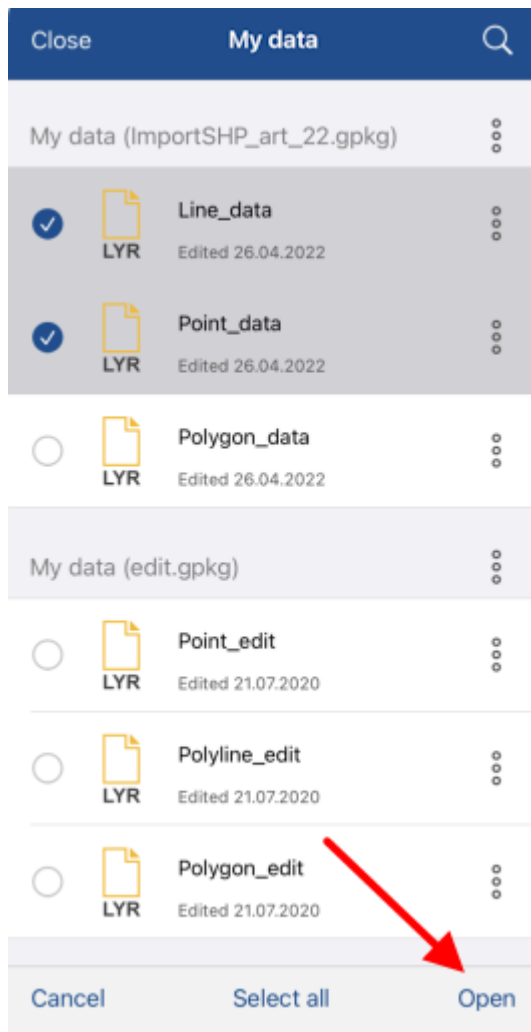 Close My data
My data (ImportSHP_art_22.gpkg)
Line_data
LYR Edited 26.04.2022
Point_data
LYR Edited 26.04.2022
Polygon_data
LYR Edited 26.04.2022
My data (edit.gpkg)
Point_edit
LYR Edited 21.07.2020
Polyline_edit
LYR Edited 21.07.2020
Polygon_edit
LYR Edited 21.07.2020
Cancel Select all Open